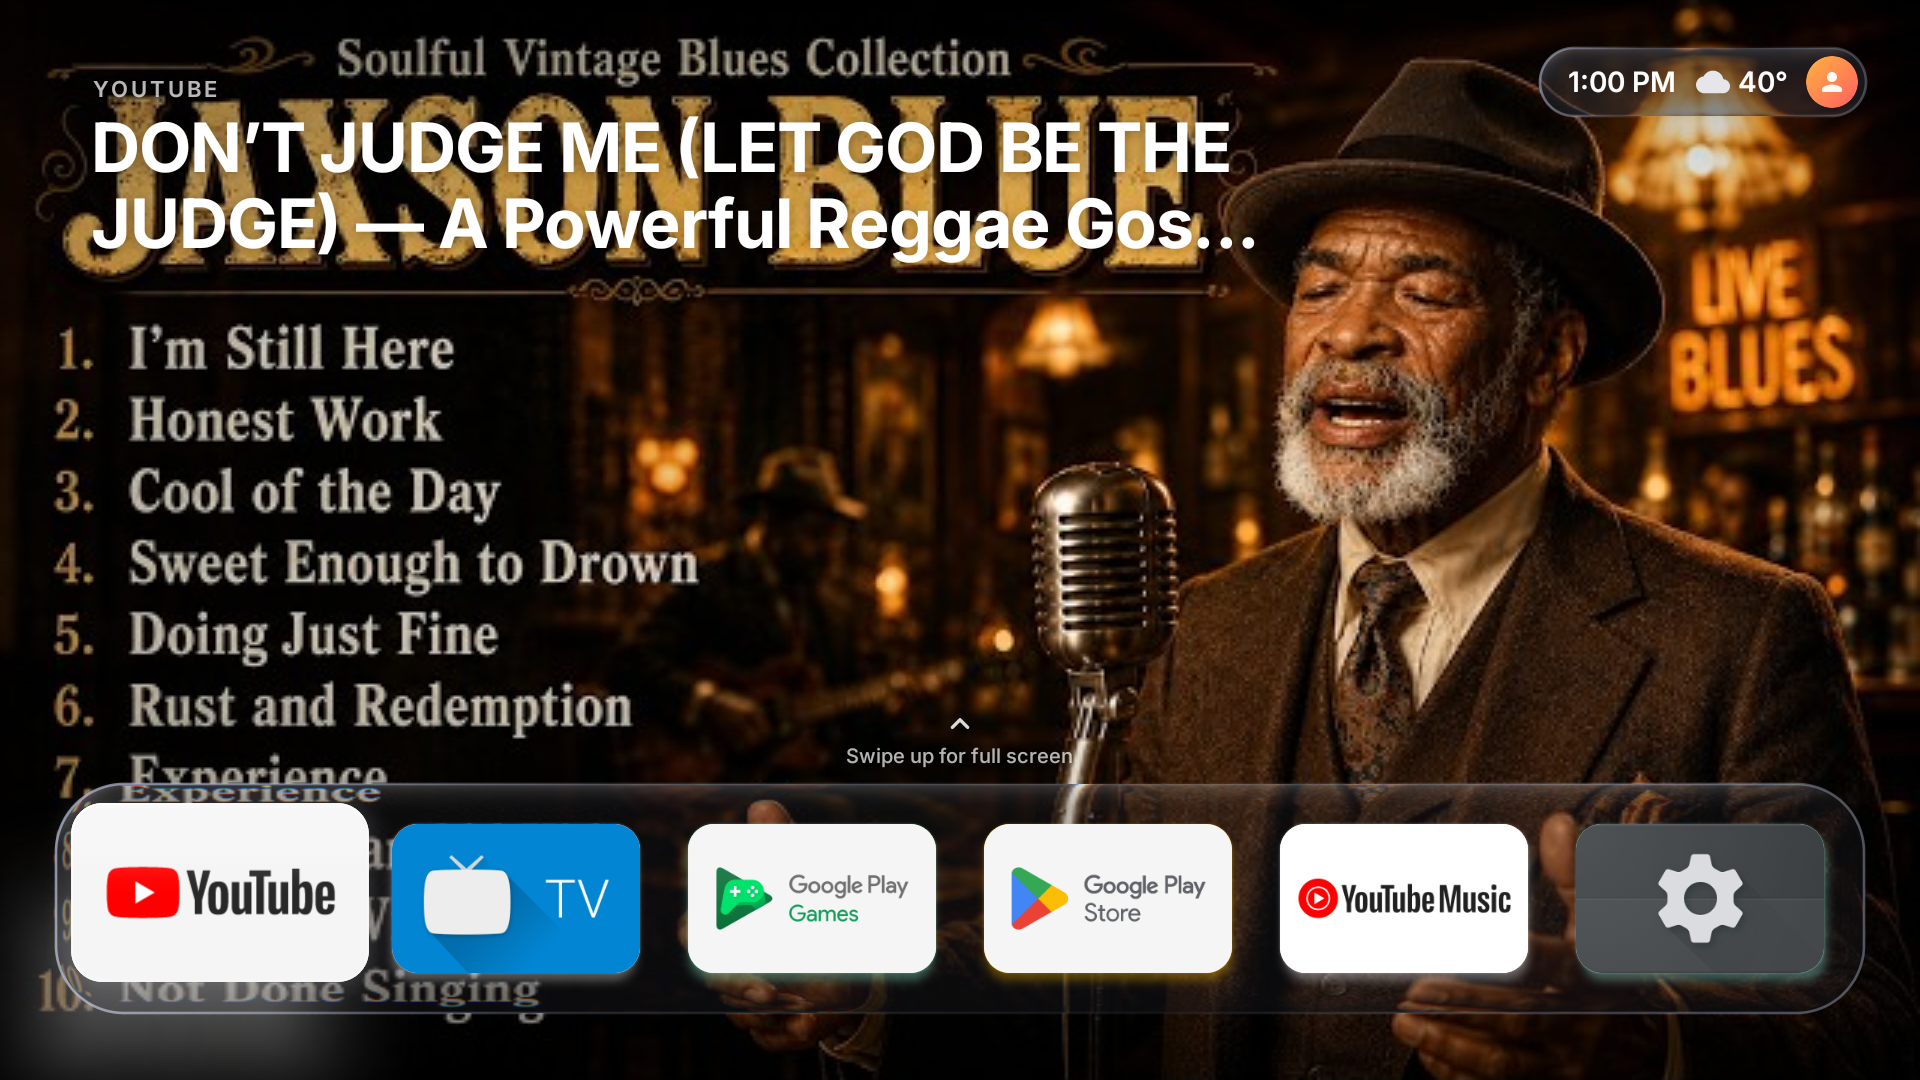 Soulful Vintage Blues Collection
YOUTUBE
1:00 PM 40°
JAXSON BLUE
DON'T JUDGE ME (LET GOD BE THE
JUDGE) — A Powerful Reggae Gos...
LIVE
BLUES
1. I'm Still Here
2. Honest Work
3. Cool of the Day
4. Sweet Enough to Drown
5. Doing Just Fine
6. Rust and Redemption
7. Experience
Swipe up for full screen
YouTube
TV
Google Play
Games
Google Play
Store
YouTube Music
10. Not Done Singing